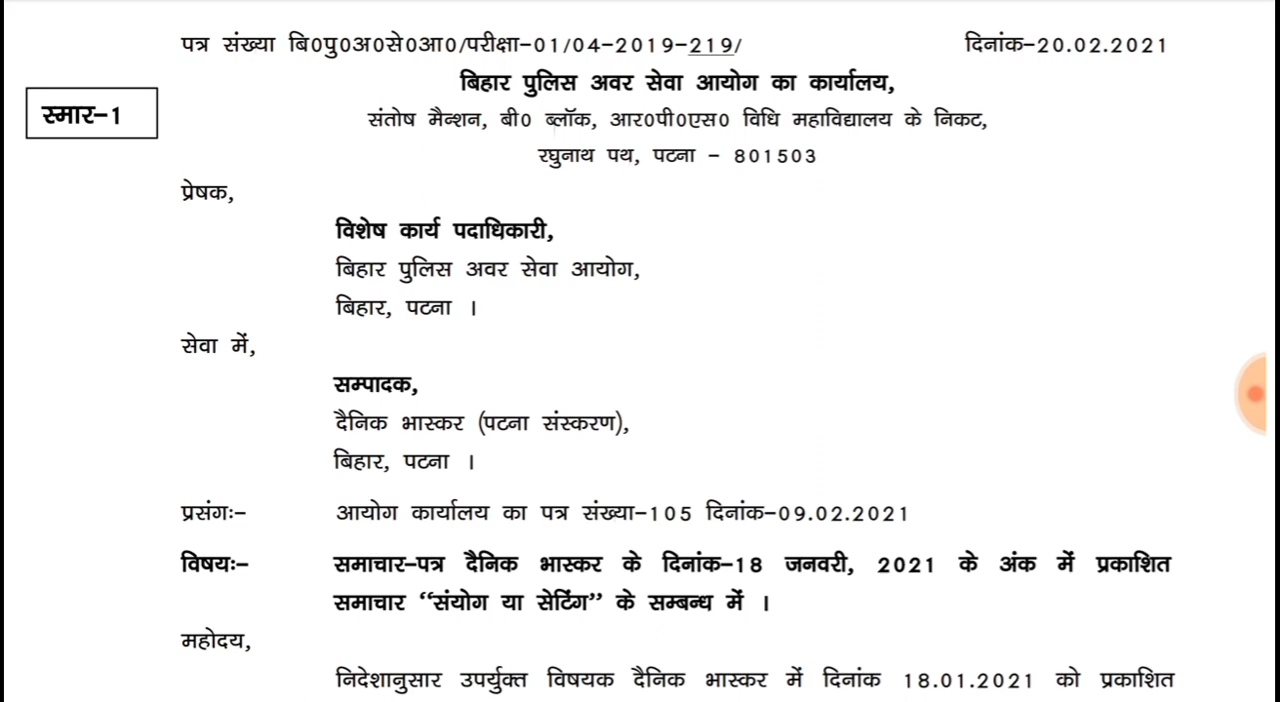 पत्र संख्या बि0पु0अ0से0आ0/परीक्षा-01/04-2019-219/ दिनांक-20.02.2021
बिहार पुलिस अवर सेवा आयोग का कार्यालय,
स्मार-1
संतोष मैन्शन, बी0 ब्लॉक, आर0पी0एस0 विधि महाविद्यालय के निकट,
रघुनाथ पथ, पटना - 801503
प्रेषक,
विशेष कार्य पदाधिकारी,
बिहार पुलिस अवर सेवा आयोग,
बिहार, पटना ।
सेवा में,
सम्पादक,
दैनिक भास्कर (पटना संस्करण),
बिहार, पटना ।
प्रसंगः- आयोग कार्यालय का पत्र संख्या-105 दिनांक-09.02.2021
विषयः- समाचार-पत्र दैनिक भास्कर के दिनांक-18 जनवरी, 2021 के अंक में प्रकाशित
समाचार “संयोग या सेटिंग” के सम्बन्ध में ।
महोदय,
निदेशानुसार उपर्युक्त विषयक दैनिक भास्कर में दिनांक 18.01.2021 को प्रकाशित